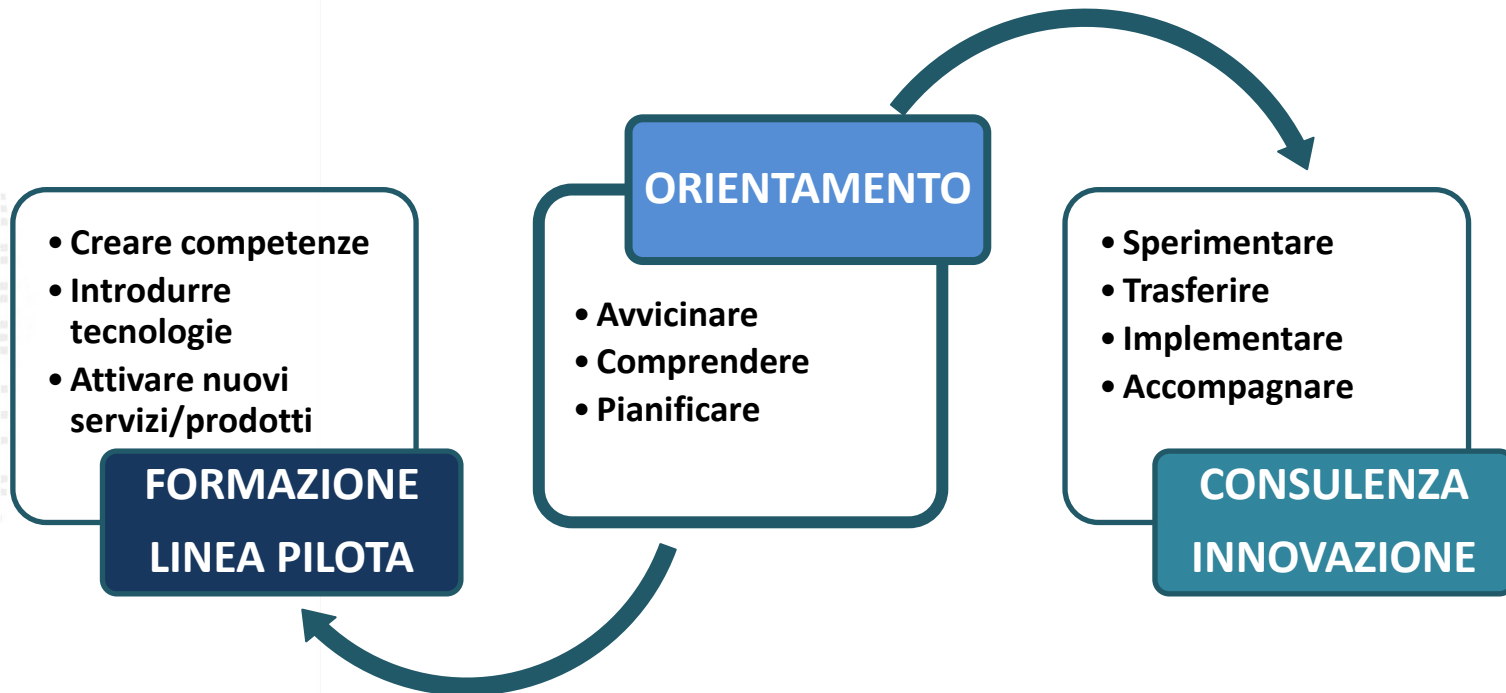 • Creare competenze
• Introdurre
tecnologie
• Attivare nuovi
servizi/prodotti
FORMAZIONE
LINEA PILOTA
ORIENTAMENTO
• Avvicinare
• Comprendere
• Pianificare
• Sperimentare
• Trasferire
• Implementare
• Accompagnare
CONSULENZA
INNOVAZIONE